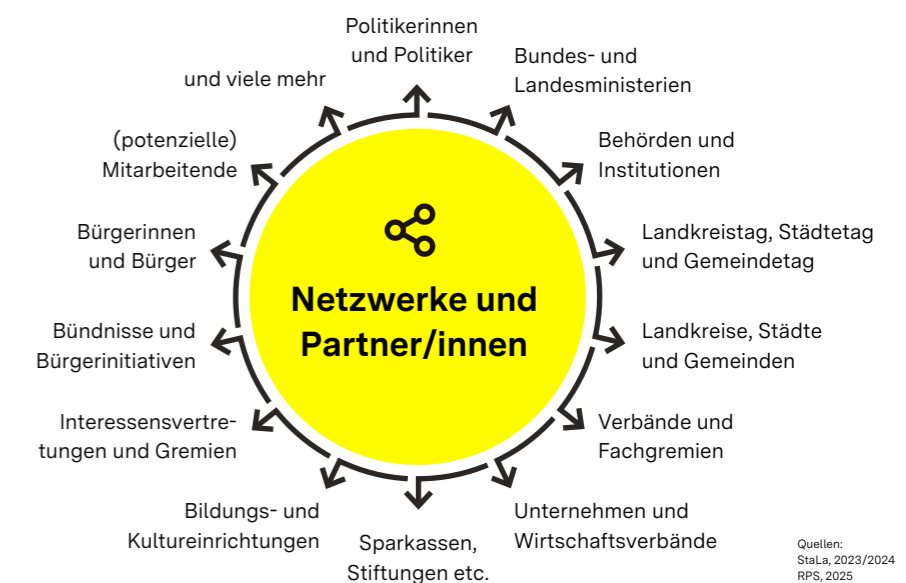 Politikerinnen
und Politiker
Bundes- und
Landesministerien
Behörden und
Institutionen
Landkreistag, Städtetag
und Gemeindetag
Landkreise, Städte
und Gemeinden
Verbände und
Fachgremien
Unternehmen und
Wirtschaftsverbände
Sparkassen,
Stiftungen etc.
Bildungs- und
Kultureinrichtungen
Interessensvertre-
tungen und Gremien
Bündnisse und
Bürgerinitiativen
Bürgerinnen
und Bürger
(potenzielle)
Mitarbeitende
und viele mehr
Netzwerke und
Partner/innen
Quellen:
StaLa, 2023/2024
RPS, 2025